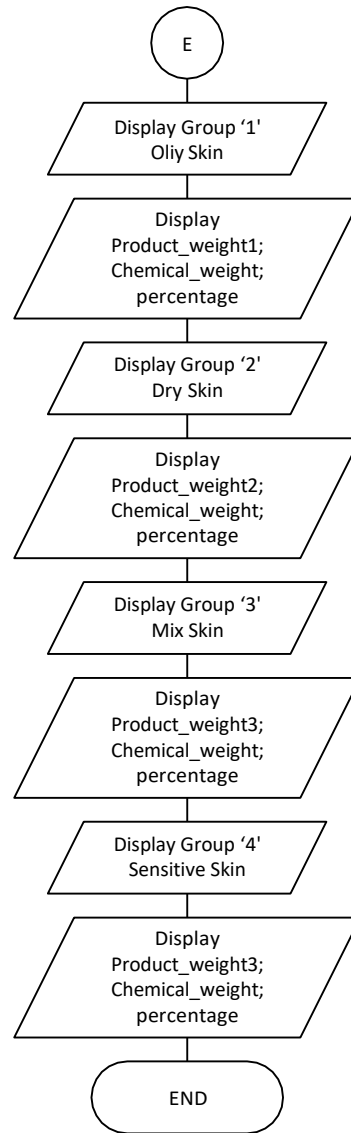 E
Display Group ‘1'
Oliy Skin
Display
Product_weight1;
Chemical_weight;
percentage
Display Group ‘2'
Dry Skin
Display
Product_weight2;
Chemical_weight;
percentage
Display Group ‘3'
Mix Skin
Display
Product_weight3;
Chemical_weight;
percentage
Display Group ‘4'
Sensitive Skin
Display
Product_weight3;
Chemical_weight;
percentage
END